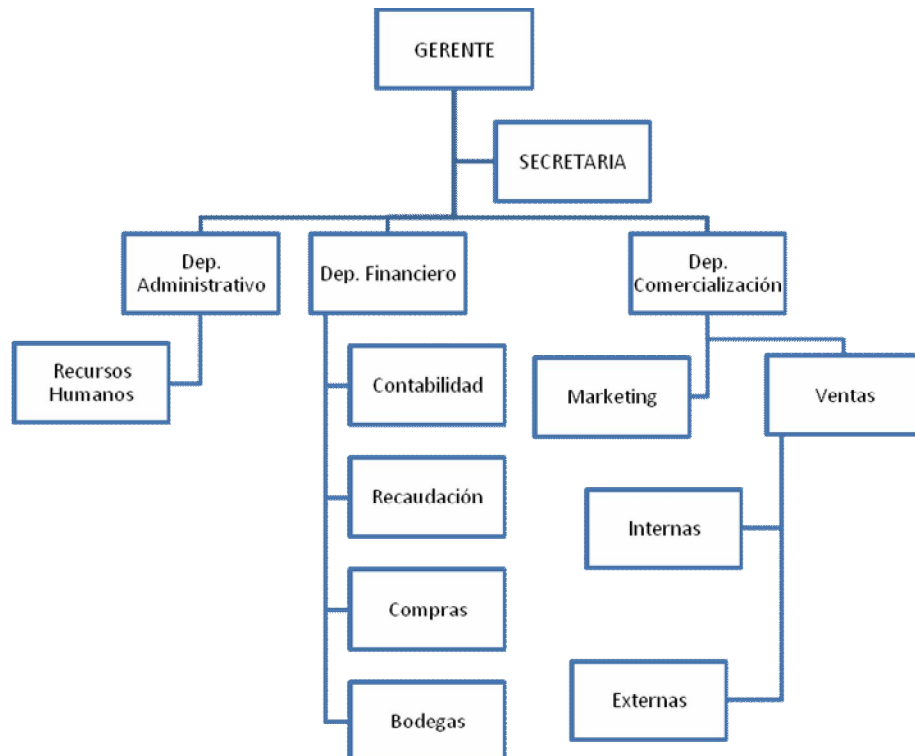 GERENTE
SECRETARIA
Dep.
Administrativo
Dep. Financiero
Dep.
Comercialización
Recursos
Humanos
Contabilidad
Marketing
Ventas
Recaudación
Internas
Compras
Externas
Bodegas